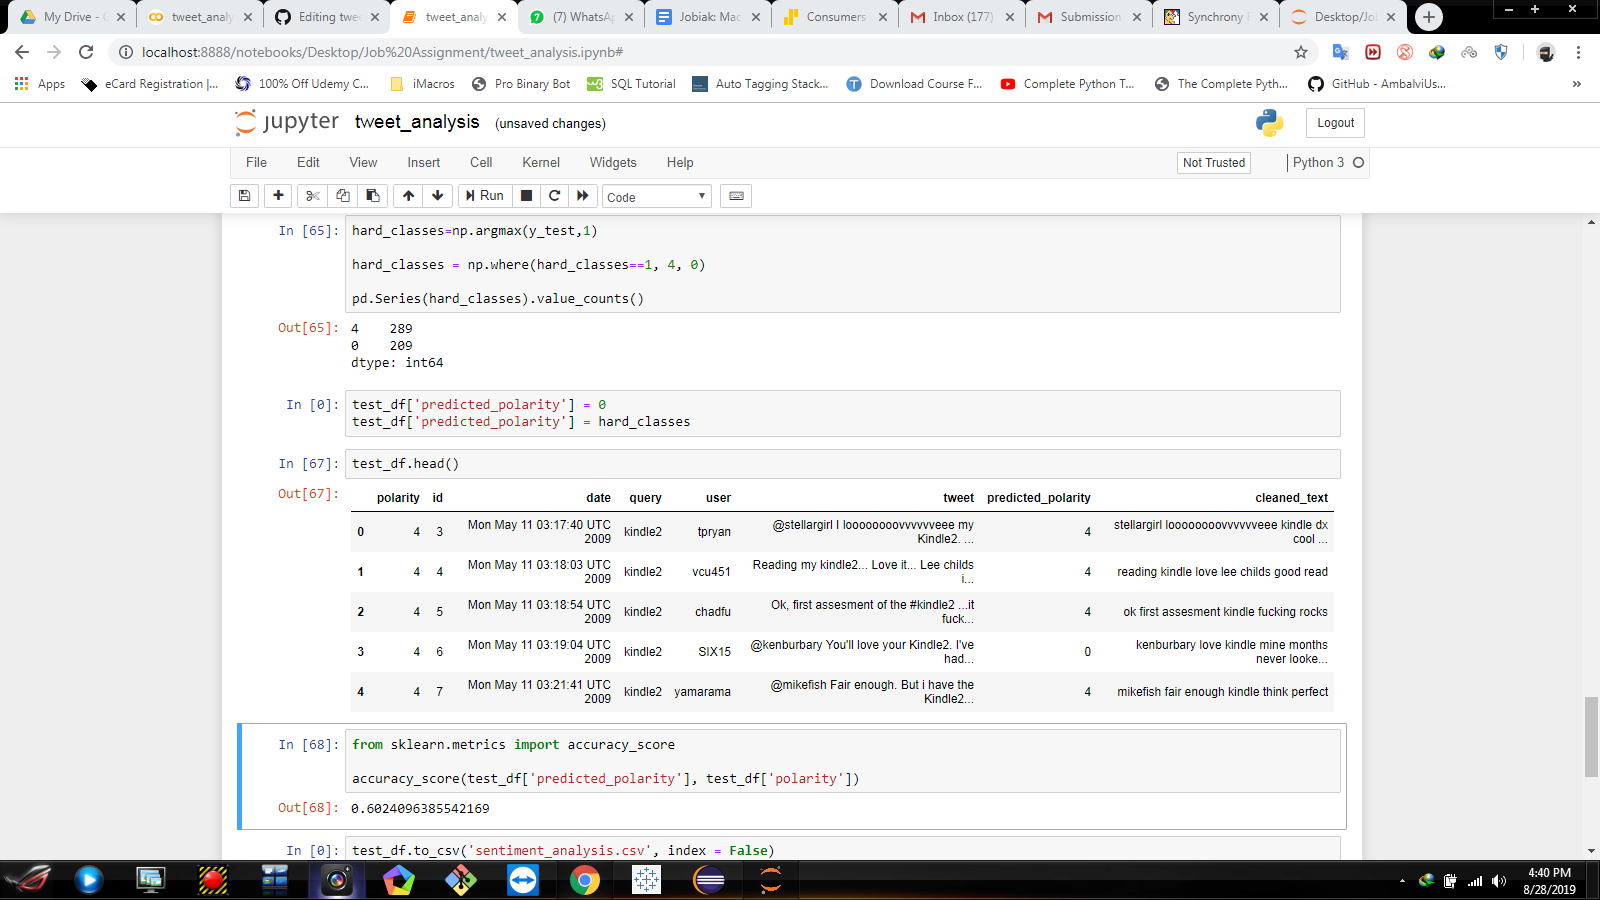 My Drive - G
tweet_analy
Editing twe
tweet_analy
(7) WhatsA
Jobiak: Mac
Consumers
Inbox (177)
Submission
Synchrony
Desktop/Jo
localhost:8888/notebooks/Desktop/Job%20Assignment/tweet_analysis.ipynb#
Apps
eCard Registration |...
100% Off Udemy C...
iMacros
Pro Binary Bot
SQL Tutorial
Auto Tagging Stack...
Download Course F...
Complete Python T...
The Complete Pyth...
GitHub - AmbalviUs...
»
jupyter tweet_analysis (unsaved changes)
Logout
File Edit View Insert Cell Kernel Widgets Help
Not Trusted
Python 3
Run
Code
In [65]: hard_classes=np.argmax(y_test,1)
hard_classes = np.where(hard_classes==1, 4, 0)
pd.Series(hard_classes).value_counts()
Out[65]: 4 289
0 209
dtype: int64
In [0]: test_df['predicted_polarity'] = 0
test_df['predicted_polarity'] = hard_classes
In [67]: test_df.head()
Out[67]:
polarity id date query user tweet predicted_polarity cleaned_text
0 4 3 Mon May 11 03:17:40 UTC 2009 kindle2 tpryan @stellargirl I loooooooovvvvvveee my Kindle2. ... 4 stellargirl loooooooovvvvvveee kindle dx cool ...
1 4 4 Mon May 11 03:18:03 UTC 2009 kindle2 vcu451 Reading my kindle2... Love it... Lee childs i... 4 reading kindle love lee childs good read
2 4 5 Mon May 11 03:18:54 UTC 2009 kindle2 chadfu Ok, first assesment of the #kindle2 ...it fuck... 4 ok first assesment kindle fucking rocks
3 4 6 Mon May 11 03:19:04 UTC 2009 kindle2 SIX15 @kenburbary You'll love your Kindle2. I've had... 0 kenburbary love kindle mine months never looke...
4 4 7 Mon May 11 03:21:41 UTC 2009 kindle2 yamarama @mikefish Fair enough. But i have the Kindle2... 4 mikefish fair enough kindle think perfect
In [68]: from sklearn.metrics import accuracy_score
accuracy_score(test_df['predicted_polarity'], test_df['polarity'])
Out[68]: 0.6024096385542169
In [0]: test_df.to_csv('sentiment_analysis.csv', index = False)
4:40 PM
8/28/2019